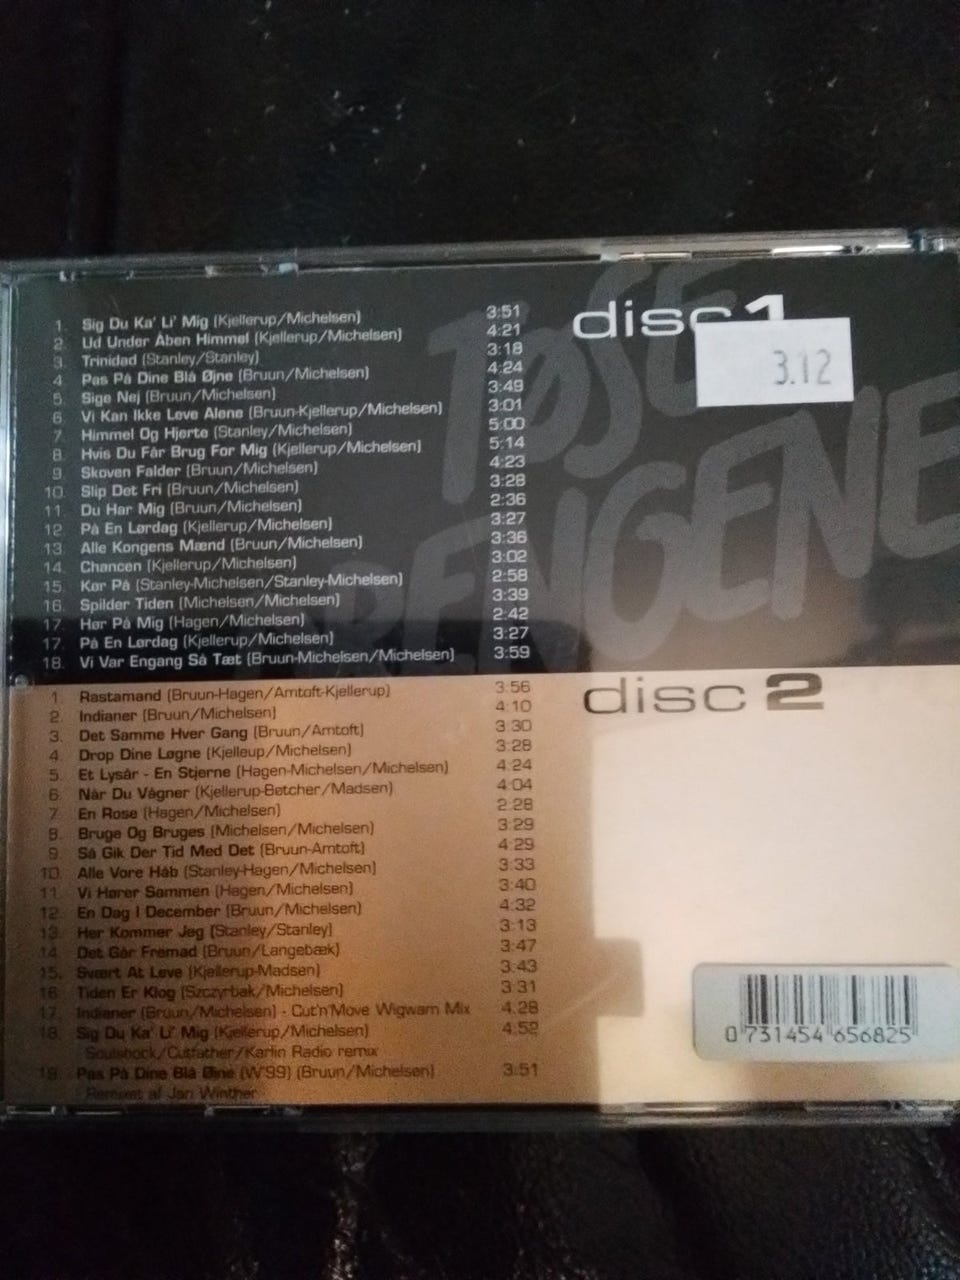 TØSE
DRENGENE
disc 1
3.12
1. Sig Du Ka' Li' Mig (Kjellerup/Michelsen) 3:51
2. Ud Under Åben Himmel (Kjellerup/Michelsen) 4:21
3. Trinidad (Stanley/Stanley) 3:18
4. Pas På Dine Blå Øjne (Bruun/Michelsen) 4:24
5. Sige Nej (Bruun/Michelsen) 3:49
6. Vi Kan Ikke Leve Alene (Bruun-Kjellerup/Michelsen) 3:01
7. Himmel Og Hjerte (Stanley/Michelsen) 5:00
8. Hvis Du Får Brug For Mig (Kjellerup/Michelsen) 5:14
9. Skoven Falder (Bruun/Michelsen) 4:23
10. Slip Det Fri (Bruun/Michelsen) 3:28
11. Du Har Mig (Bruun/Michelsen) 2:36
12. På En Lørdag (Kjellerup/Michelsen) 3:27
13. Alle Kongens Mænd (Bruun/Michelsen) 3:36
14. Chancen (Kjellerup/Michelsen) 3:02
15. Kør På (Stanley-Michelsen/Stanley-Michelsen) 2:58
16. Spilder Tiden (Michelsen/Michelsen) 3:39
17. Hør På Mig (Hagen/Michelsen) 2:42
17. På En Lørdag (Kjellerup/Michelsen) 3:27
18. Vi Var Engang Så Tæt (Bruun-Michelsen/Michelsen) 3:59
disc 2
1. Rastamand (Bruun-Hagen/Amtoft-Kjellerup) 3:56
2. Indianer (Bruun/Michelsen) 4:10
3. Det Samme Hver Gang (Bruun/Amtoft) 3:30
4. Drop Dine Løgne (Kjelleup/Michelsen) 3:28
5. Et Lysår - En Stjerne (Hagen-Michelsen/Michelsen) 4:24
6. Når Du Vågner (Kjellerup-Bøtcher/Madsen) 4:04
7. En Rose (Hagen/Michelsen) 2:28
8. Bruge Og Bruges (Michelsen/Michelsen) 3:29
9. Så Gik Der Tid Med Det (Bruun-Amtoft) 4:29
10. Alle Vore Håb (Stanley-Hagen/Michelsen) 3:33
11. Vi Hører Sammen (Hagen/Michelsen) 3:40
12. En Dag I December (Bruun/Michelsen) 4:32
13. Her Kommer Jeg (Stanley/Stanley) 3:13
14. Det Går Fremad (Bruun/Langebæk) 3:47
15. Svært At Leve (Kjellerup-Madsen) 3:43
16. Tiden Er Klog (Szczyrbak/Michelsen) 3:31
17. Indianer (Bruun/Michelsen) - Cut'n'Move Wigwam Mix 4.28
18. Sig Du Ka' Li' Mig (Kjellerup/Michelsen) 4:52
Soulshock/Cutfather/Karlin Radio remix
19. Pas På Dine Blå Øjne (W'99) (Bruun/Michelsen) 3:51
Remixet af Jan Winther
0 731454 656825